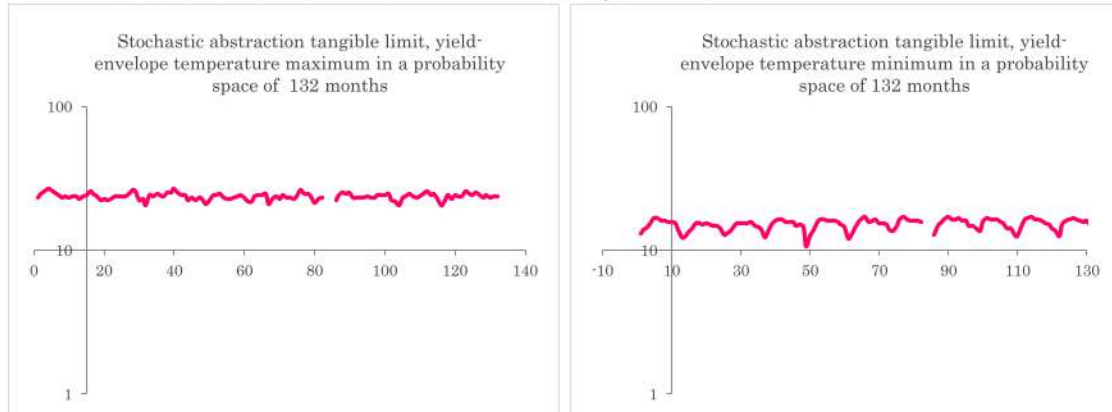 Stochastic abstraction tangible limit, yield-
envelope temperature maximum in a probability
space of 132 months
100
10
0 20 40 60 80 100 120 140
1
Stochastic abstraction tangible limit, yield-
envelope temperature minimum in a probability
space of 132 months
100
10
-10 10 30 50 70 90 110 130
1